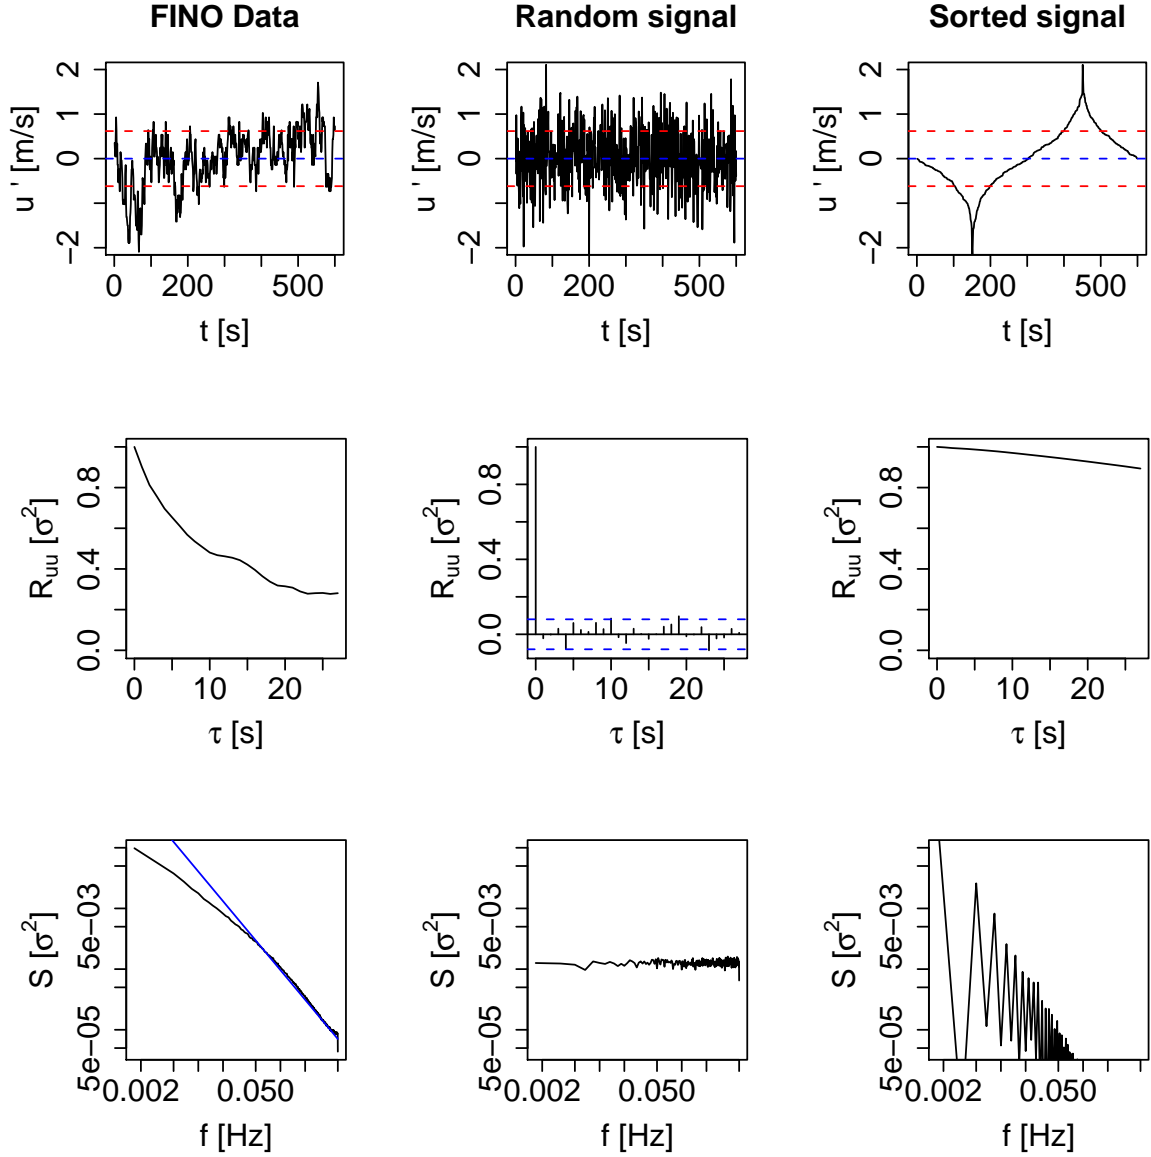 FINO Data Random signal Sorted signal
u ' [m/s] −2 0 1 2 u ' [m/s] −2 0 1 2 u ' [m/s] −2 0 1 2
0 200 500 0 200 500 0 200 500
t [s] t [s] t [s]
Ruu [σ2] 0.0 0.4 0.8 Ruu [σ2] 0.0 0.4 0.8 Ruu [σ2] 0.0 0.4 0.8
0 10 20 0 10 20 0 10 20
τ [s] τ [s] τ [s]
S [σ2] 5e−05 5e−03 S [σ2] 5e−05 5e−03 S [σ2] 5e−05 5e−03
0.002 0.050 0.002 0.050 0.002 0.050
f [Hz] f [Hz] f [Hz]